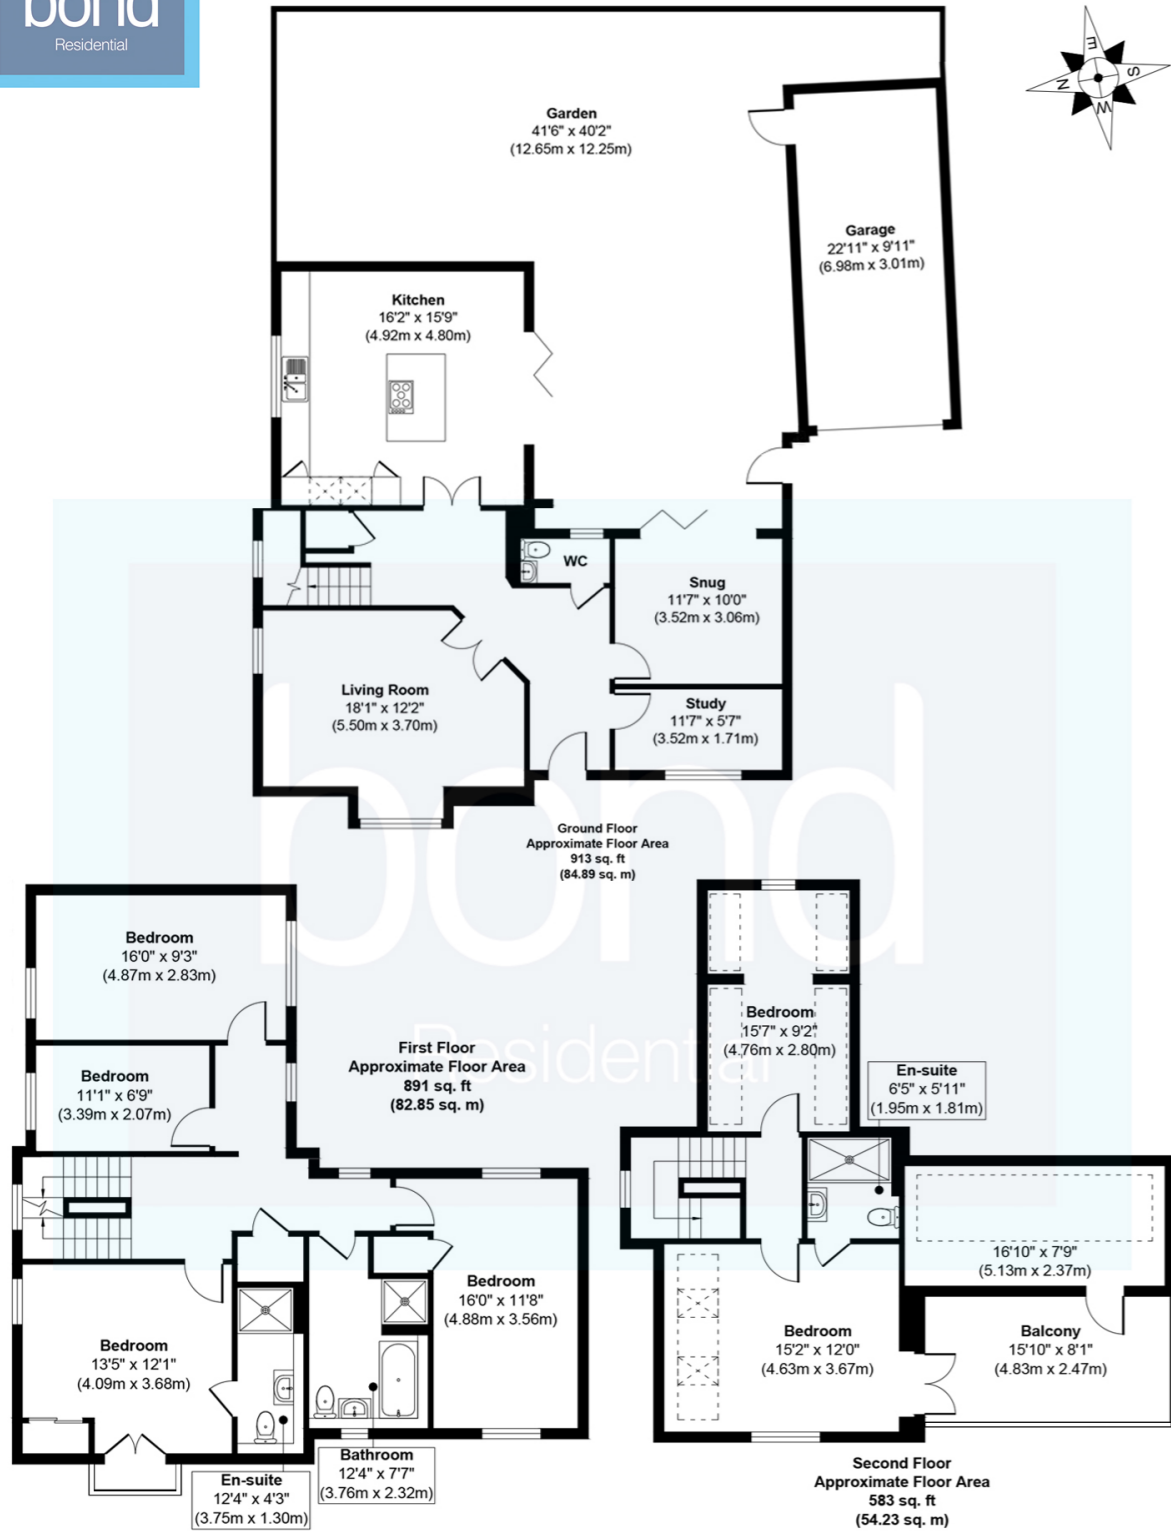 bond
Residential
E
S
N
W
Garden
41'6" x 40'2"
(12.65m x 12.25m)
Garage
22'11" x 9'11"
(6.98m x 3.01m)
Kitchen
16'2" x 15'9"
(4.92m x 4.80m)
WC
Snug
11'7" x 10'0"
(3.52m x 3.06m)
Living Room
18'1" x 12'2"
(5.50m x 3.70m)
Study
11'7" x 5'7"
(3.52m x 1.71m)
Ground Floor
Approximate Floor Area
913 sq. ft
(84.89 sq. m)
bond
Residential
Bedroom
16'0" x 9'3"
(4.87m x 2.83m)
Bedroom
11'1" x 6'9"
(3.39m x 2.07m)
First Floor
Approximate Floor Area
891 sq. ft
(82.85 sq. m)
Bedroom
15'7" x 9'2"
(4.76m x 2.80m)
En-suite
6'5" x 5'11"
(1.95m x 1.81m)
16'10" x 7'9"
(5.13m x 2.37m)
Bedroom
16'0" x 11'8"
(4.88m x 3.56m)
Bedroom
13'5" x 12'1"
(4.09m x 3.68m)
Bedroom
15'2" x 12'0"
(4.63m x 3.67m)
Balcony
15'10" x 8'1"
(4.83m x 2.47m)
En-suite
12'4" x 4'3"
(3.75m x 1.30m)
Bathroom
12'4" x 7'7"
(3.76m x 2.32m)
Second Floor
Approximate Floor Area
583 sq. ft
(54.23 sq. m)